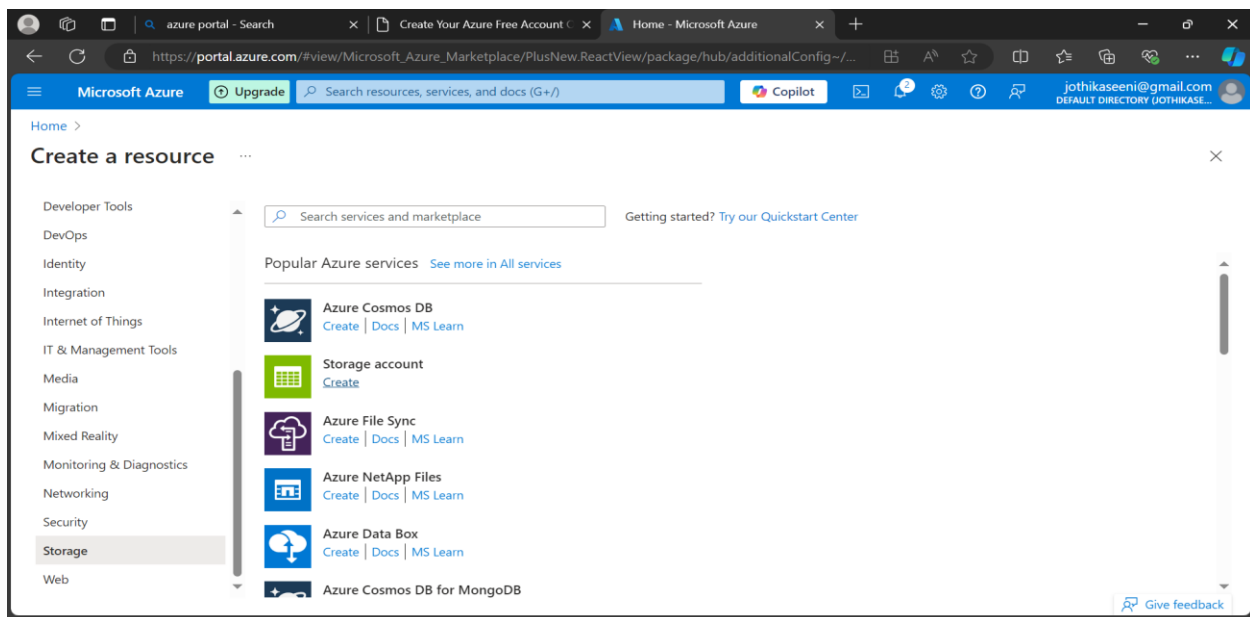 azure portal - Search
Create Your Azure Free Account
Home - Microsoft Azure
https://portal.azure.com/#view/Microsoft_Azure_Marketplace/PlusNew.ReactView/package/hub/additionalConfig~/...
Microsoft Azure
Upgrade
Search resources, services, and docs (G+/)
Copilot
2
jothikaseeni@gmail.com
DEFAULT DIRECTORY (JOTHIKASE...
Home >
Create a resource ...
Developer Tools
DevOps
Identity
Integration
Internet of Things
IT & Management Tools
Media
Migration
Mixed Reality
Monitoring & Diagnostics
Networking
Security
Storage
Web
Search services and marketplace
Getting started? Try our Quickstart Center
Popular Azure services See more in All services
Azure Cosmos DB
Create | Docs | MS Learn
Storage account
Create
Azure File Sync
Create | Docs | MS Learn
Azure NetApp Files
Create | Docs | MS Learn
Azure Data Box
Create | Docs | MS Learn
Azure Cosmos DB for MongoDB
Give feedback